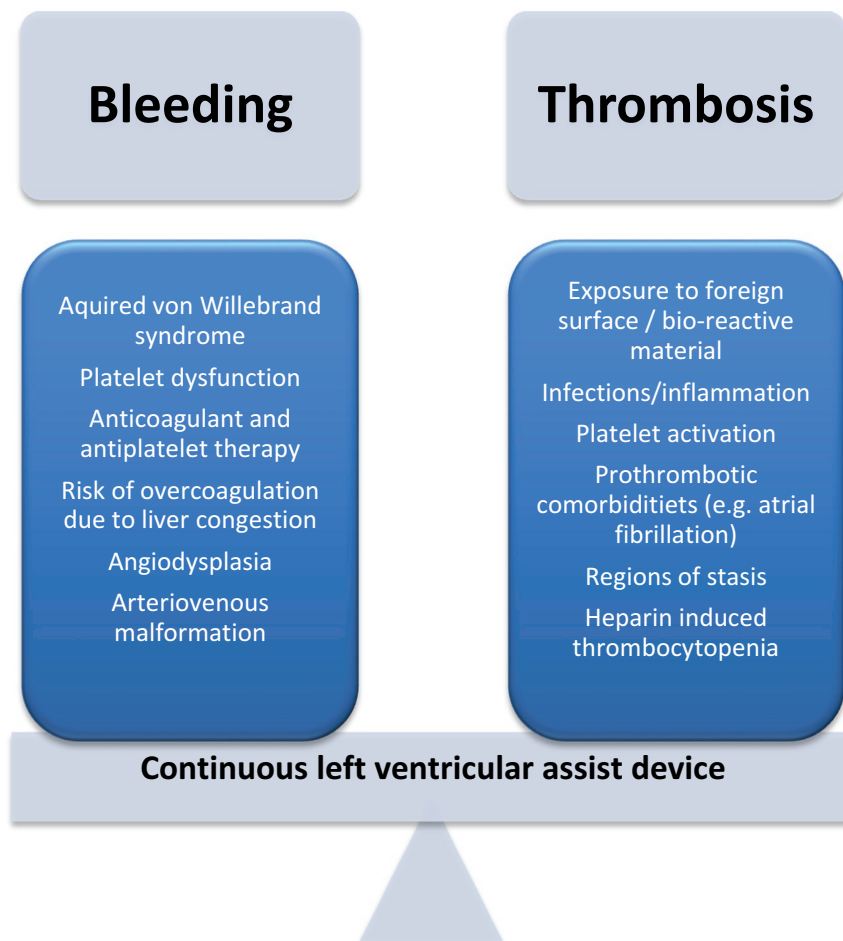 Bleeding
Aquired von Willebrand
syndrome
Platelet dysfunction
Anticoagulant and
antiplatelet therapy
Risk of overcoagulation
due to liver congestion
Angiodysplasia
Arteriovenous
malformation
Thrombosis
Exposure to foreign
surface / bio-reactive
material
Infections/inflammation
Platelet activation
Prothrombotic
comorbiditiets (e.g. atrial
fibrillation)
Regions of stasis
Heparin induced
thrombocytopenia
Continuous left ventricular assist device